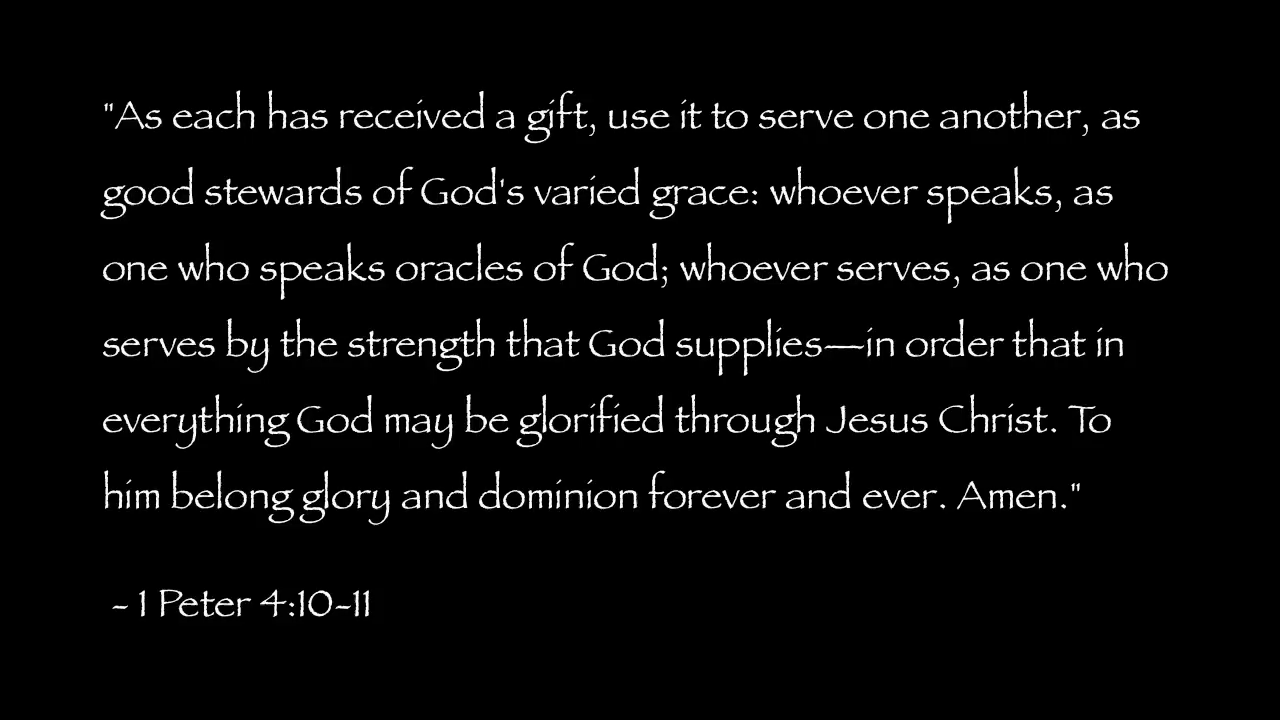 "As each has received a gift, use it to serve one another, as
good stewards of God's varied grace: whoever speaks, as
one who speaks oracles of God; whoever serves, as one who
serves by the strength that God supplies—in order that in
everything God may be glorified through Jesus Christ. To
him belong glory and dominion forever and ever. Amen."
- 1 Peter 4:10-11